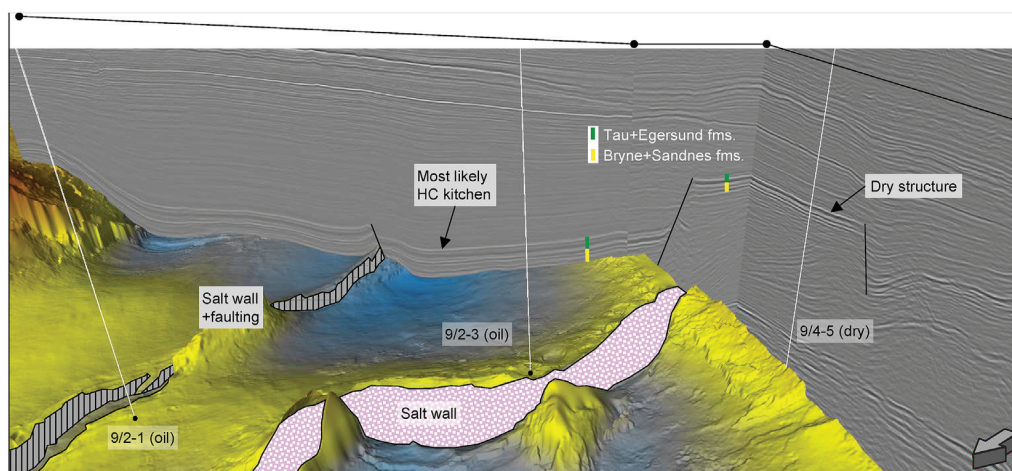 Tau+Egersund fms.
Bryne+Sandnes fms.
Most likely
HC kitchen
Dry structure
Salt wall
+faulting
9/2-3 (oil)
9/4-5 (dry)
Salt wall
9/2-1 (oil)